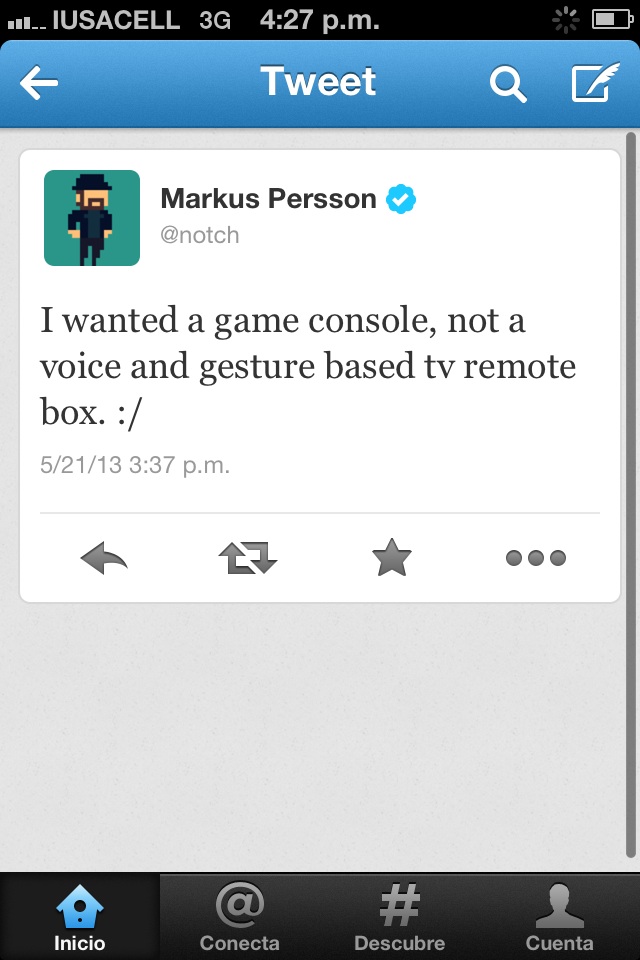 IUSACELL 3G 4:27 p.m.
Tweet
Markus Persson
@notch
I wanted a game console, not a
voice and gesture based tv remote
box. :/
5/21/13 3:37 p.m.
Inicio @ Conecta # Descubre Cuenta